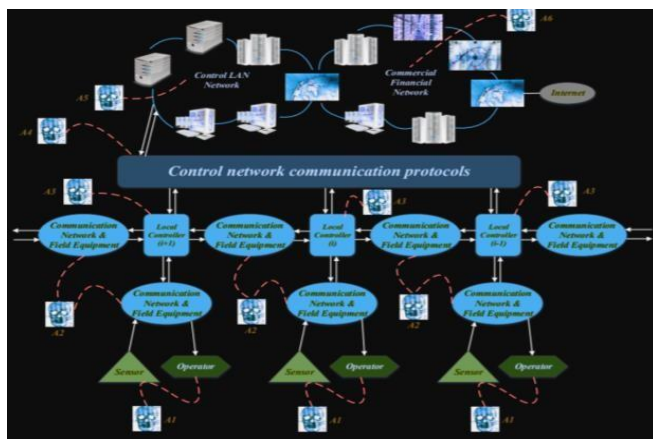 A6
Control LAN
Network
Commercial
Financial
Network
A5
Internet
A4
Control network communication protocols
A3
A3
A3
Communication
Network &
Field Equipment
Local
Controller
(i+1)
Communication
Network &
Field Equipment
Local
Controller
(i)
Communication
Network &
Field Equipment
Local
Controller
(i-1)
Communication
Network &
Field Equipment
Communication
Network &
Field Equipment
Communication
Network &
Field Equipment
Communication
Network &
Field Equipment
A2
A2
A2
Sensor
Operator
Sensor
Operator
Sensor
Operator
A1
A1
A1